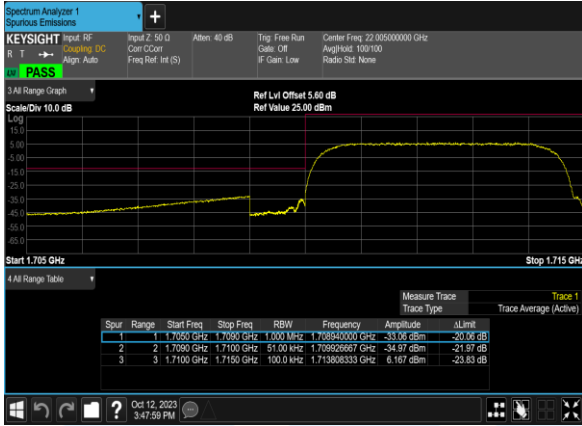 Spectrum Analyzer 1
Spurious Emissions
+
KEYSIGHT
R T
LW PASS
Input: RF
Coupling: DC
Align: Auto
Input Z: 50 Ω
Corr CCorr
Freq Ref: Int (S)
Atten: 40 dB
Trig: Free Run
Gate: Off
IF Gain: Low
Center Freq: 22.005000000 GHz
Avg|Hold: 100/100
Radio Std: None
3 All Range Graph
Scale/Div 10.0 dB
Ref Lvl Offset 5.60 dB
Ref Value 25.00 dBm
Log
15.0
5.00
-5.00
-15.0
-25.0
-35.0
-45.0
-55.0
-65.0
Start 1.705 GHz
Stop 1.715 GHz
4 All Range Table
Measure Trace Trace 1
Trace Type Trace Average (Active)
Spur Range Start Freq Stop Freq RBW Frequency Amplitude ΔLimit
1 1 1.7050 GHz 1.7090 GHz 1.000 MHz 1.708940000 GHz -33.06 dBm -20.06 dB
2 2 1.7090 GHz 1.7100 GHz 51.00 kHz 1.709926667 GHz -34.97 dBm -21.97 dB
3 3 1.7100 GHz 1.7150 GHz 100.0 kHz 1.713808333 GHz 6.167 dBm -23.83 dB
?
Oct 12, 2023
3:47:59 PM